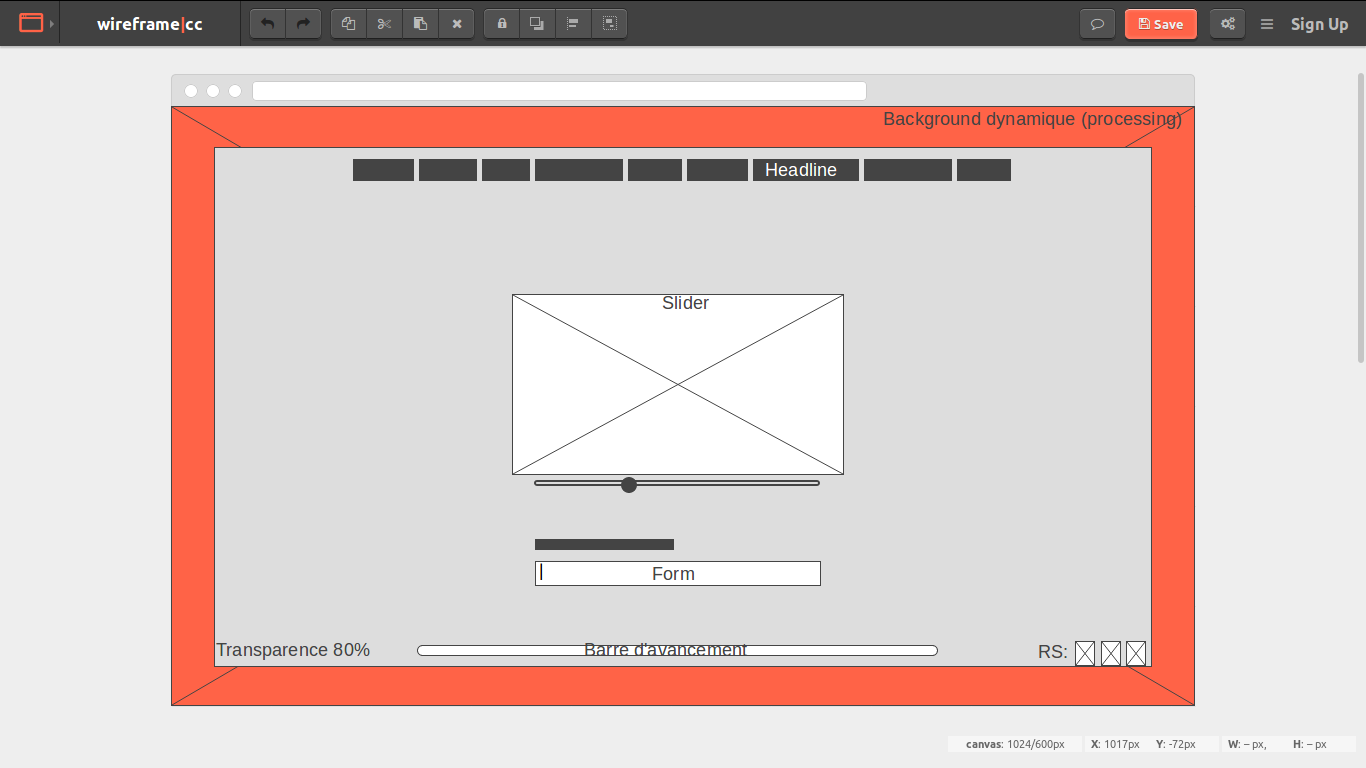 wireframe|cc
Save
Sign Up
Background dynamique (processing)
Headline
Slider
Form
Transparence 80%
Barre d'avancement
RS:
canvas: 1024/600px
X: 1017px
Y: -72px
W: – px,
H: – px